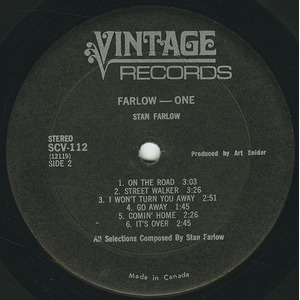 VINTAGE
RECORDS
FARLOW — ONE
STAN FARLOW
STEREO
SCV-112
(12119)
SIDE 2
Produced by Art Snider
1. ON THE ROAD 3:03
2. STREET WALKER 3:26
3. I WON'T TURN YOU AWAY 2:51
4. GO AWAY 1:45
5. COMIN' HOME 2:26
6. IT'S OVER 2:45
All Selections Composed By Stan Farlow
Made in Canada